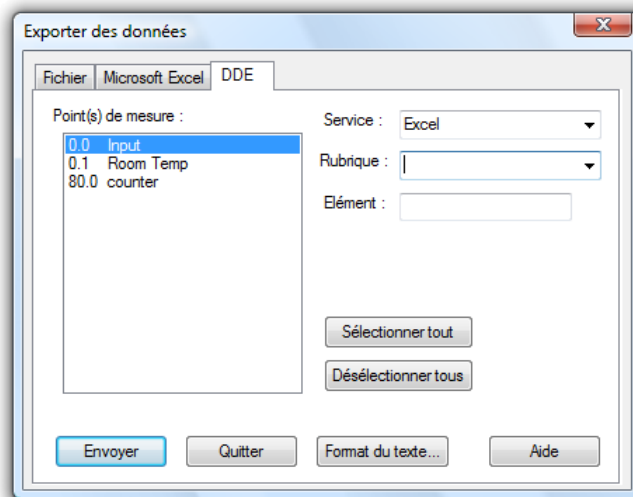 Exporter des données
Fichier Microsoft Excel DDE
Point(s) de mesure :
0.0 Input
0.1 Room Temp
80.0 counter
Service : Excel
Rubrique :
Elément :
Sélectionner tout
Désélectionner tous
Envoyer Quitter Format du texte... Aide